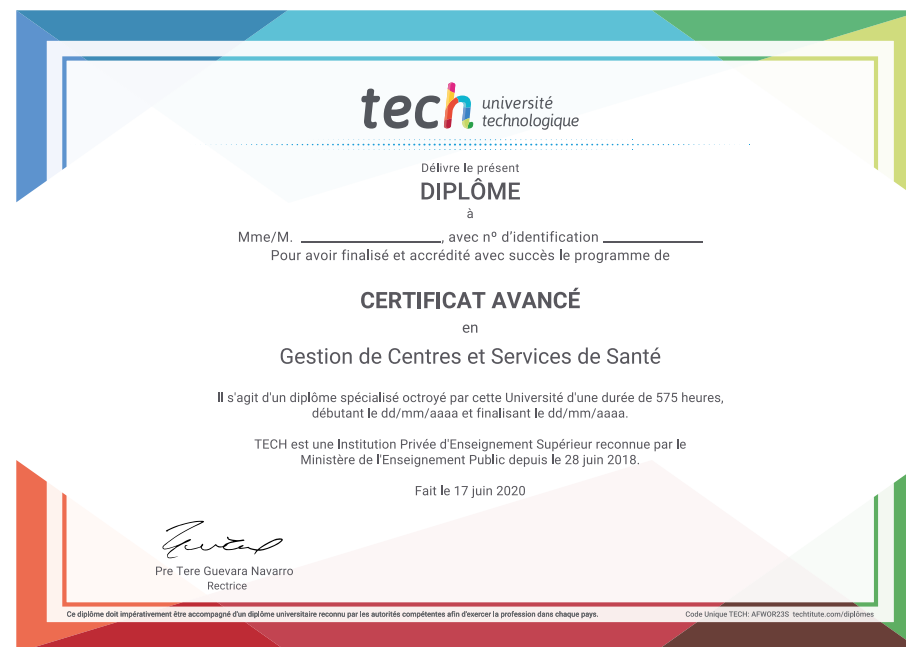 tech université
technologique
Délivre le présent
DIPLÔME
à
Mme/M. ____________________, avec nº d'identification ______________
Pour avoir finalisé et accrédité avec succès le programme de
CERTIFICAT AVANCÉ
en
Gestion de Centres et Services de Santé
Il s'agit d'un diplôme spécialisé octroyé par cette Université d'une durée de 575 heures,
débutant le dd/mm/aaaa et finalisant le dd/mm/aaaa.
TECH est une Institution Privée d'Enseignement Supérieur reconnue par le
Ministère de l'Enseignement Public depuis le 28 juin 2018.
Fait le 17 juin 2020
Pre Tere Guevara Navarro
Rectrice
Ce diplôme doit impérativement être accompagné d'un diplôme universitaire reconnu par les autorités compétentes afin d'exercer la profession dans chaque pays.
Code Unique TECH: AFWOR23S techtitute.com/diplômes